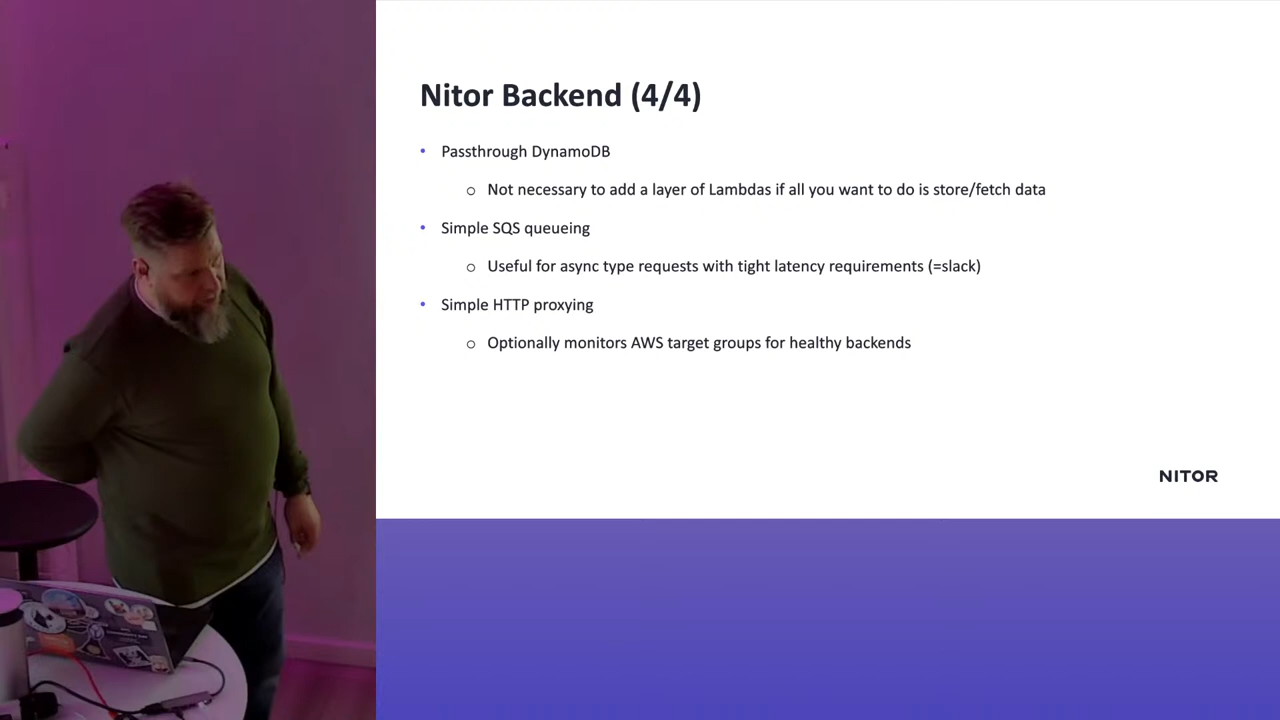 Nitor Backend (4/4)
• Passthrough DynamoDB
o Not necessary to add a layer of Lambdas if all you want to do is store/fetch data
• Simple SQS queueing
o Useful for async type requests with tight latency requirements (=slack)
• Simple HTTP proxying
o Optionally monitors AWS target groups for healthy backends
NITOR